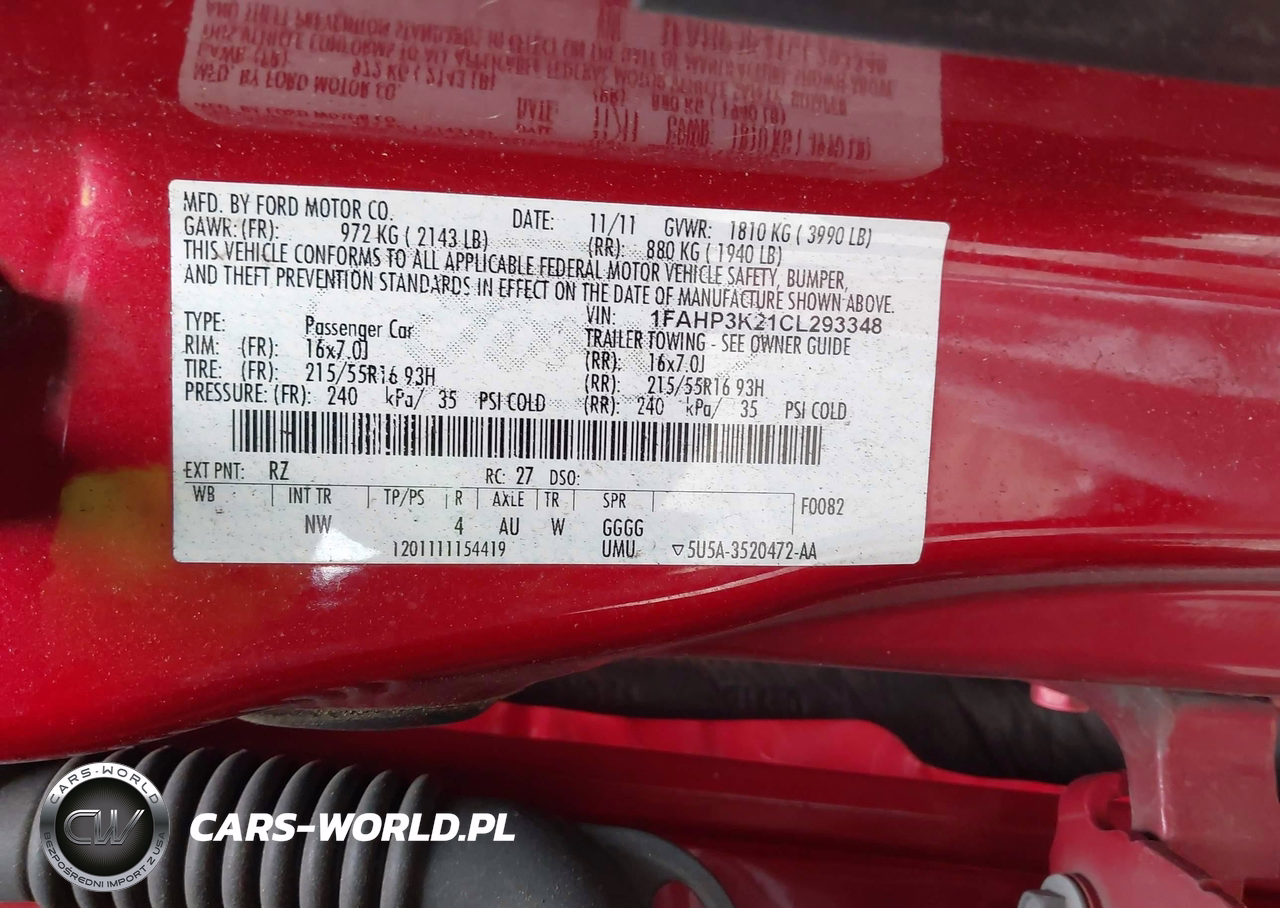 MFD. BY FORD MOTOR CO. DATE: 11/11 GVWR: 1810 KG ( 3990 LB)
GAWR: (FR): 972 KG ( 2143 LB) (RR): 880 KG ( 1940 LB)
THIS VEHICLE CONFORMS TO ALL APPLICABLE FEDERAL MOTOR VEHICLE SAFETY, BUMPER,
AND THEFT PREVENTION STANDARDS IN EFFECT ON THE DATE OF MANUFACTURE SHOWN ABOVE.
VIN: 1FAHP3K21CL293348
TYPE: Passenger Car TRAILER TOWING - SEE OWNER GUIDE
RIM: (FR): 16x7.0J (RR): 16x7.0J
TIRE: (FR): 215/55R16 93H (RR): 215/55R16 93H
PRESSURE: (FR): 240 kPa/ 35 PSI COLD (RR): 240 kPa/ 35 PSI COLD
EXT PNT: RZ RC: 27 DSO:
WB INT TR TP/PS R AXLE TR SPR F0082
NW 4 AU W GGGG
1201111154419 UMU ▽5U5A-3520472-AA
CARS-WORLD
CW
BEZPOŚREDNI IMPORT Z USA
CARS-WORLD.PL